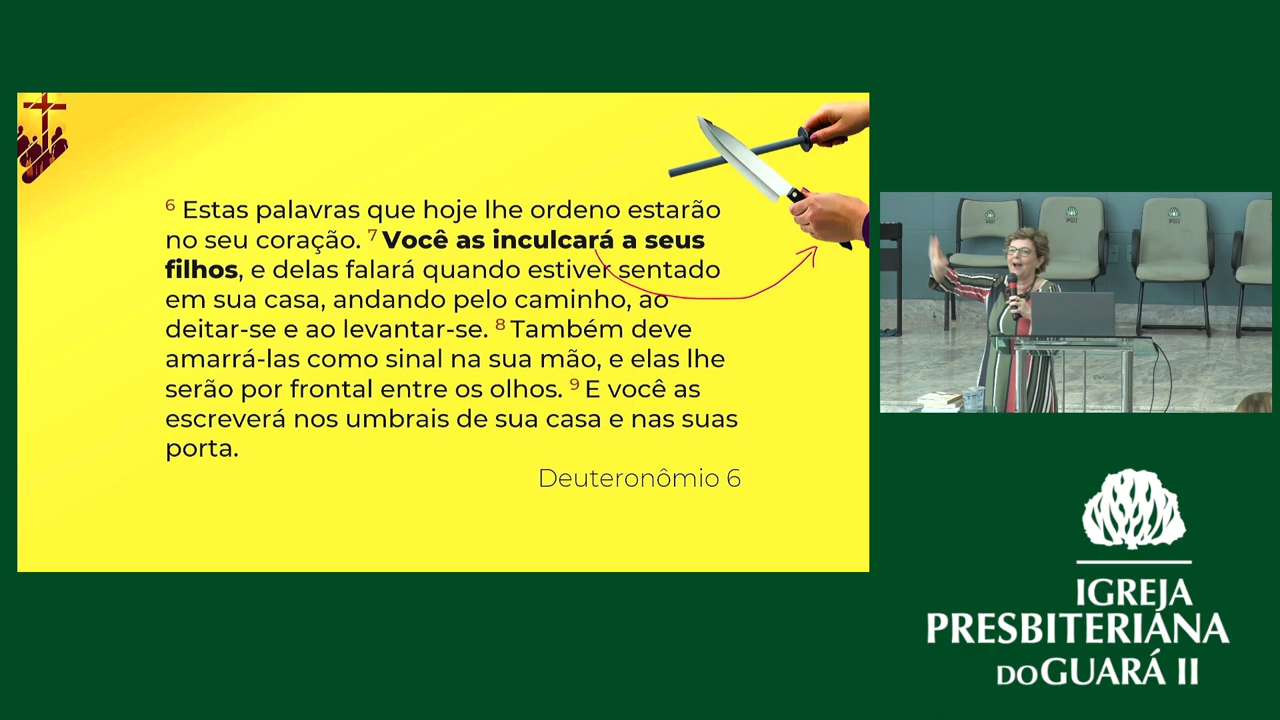 6 Estas palavras que hoje lhe ordeno estarão
no seu coração. 7 Você as inculcará a seus
filhos, e delas falará quando estiver sentado
em sua casa, andando pelo caminho, ao
deitar-se e ao levantar-se. 8 Também deve
amarrá-las como sinal na sua mão, e elas lhe
serão por frontal entre os olhos. 9 E você as
escreverá nos umbrais de sua casa e nas suas
porta.
Deuteronômio 6
IGREJA
PRESBITERIANA
DO GUARÁ II